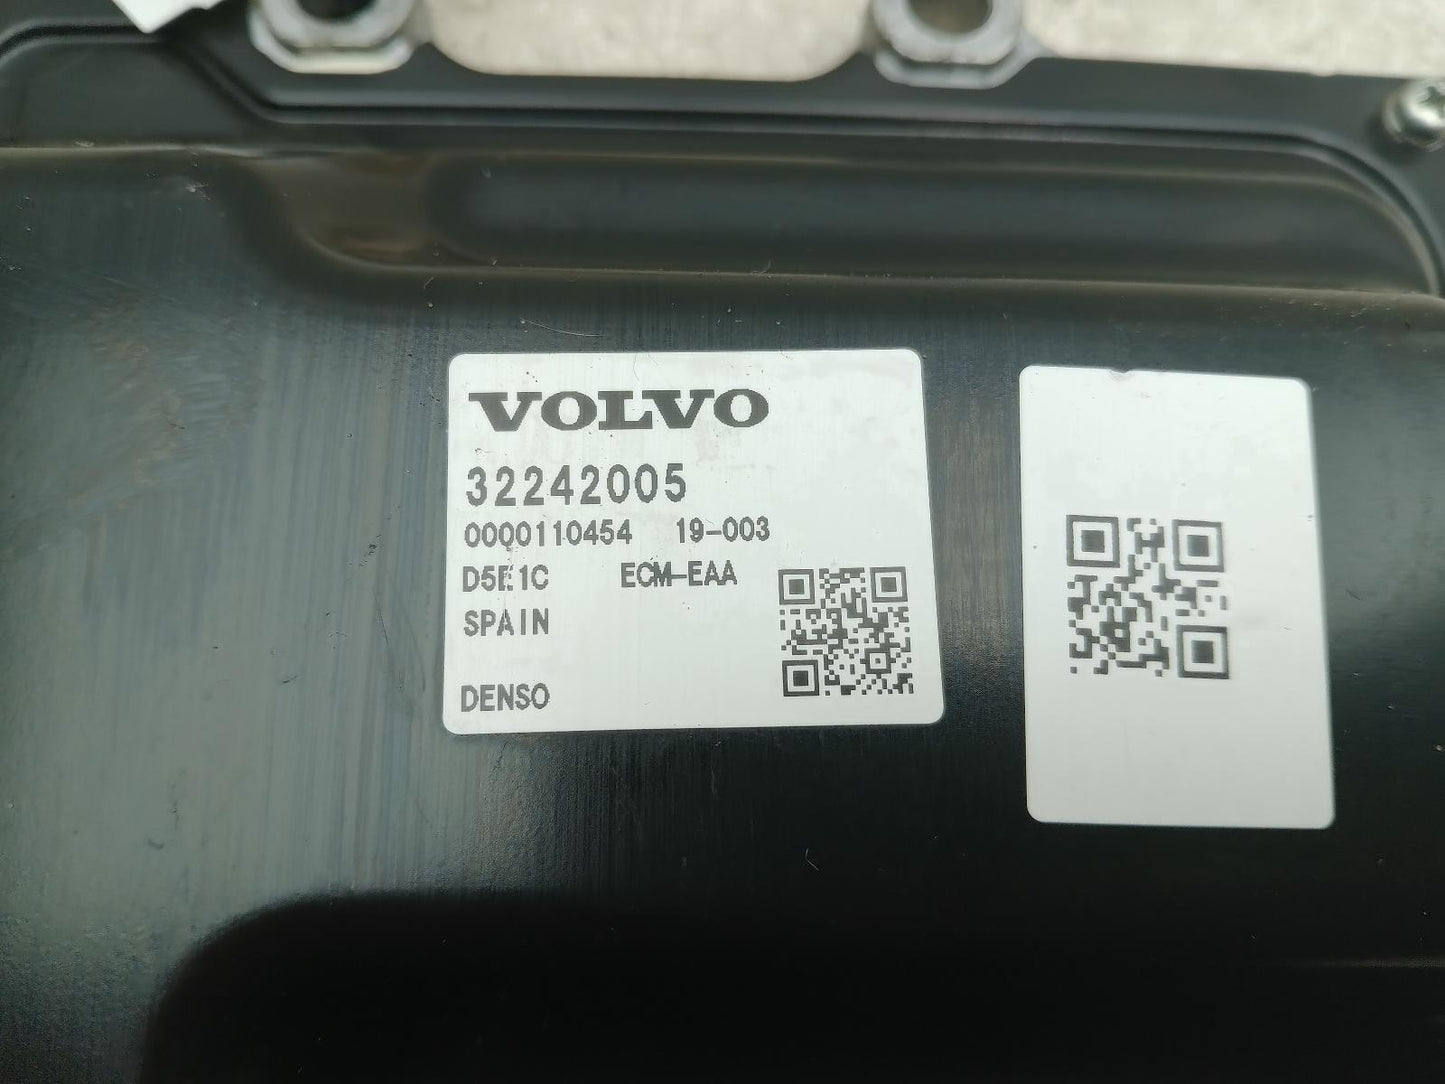 VOLVO
32242005
0000110454 19-003
D5E1C ECM-EAA
SPAIN
DENSO